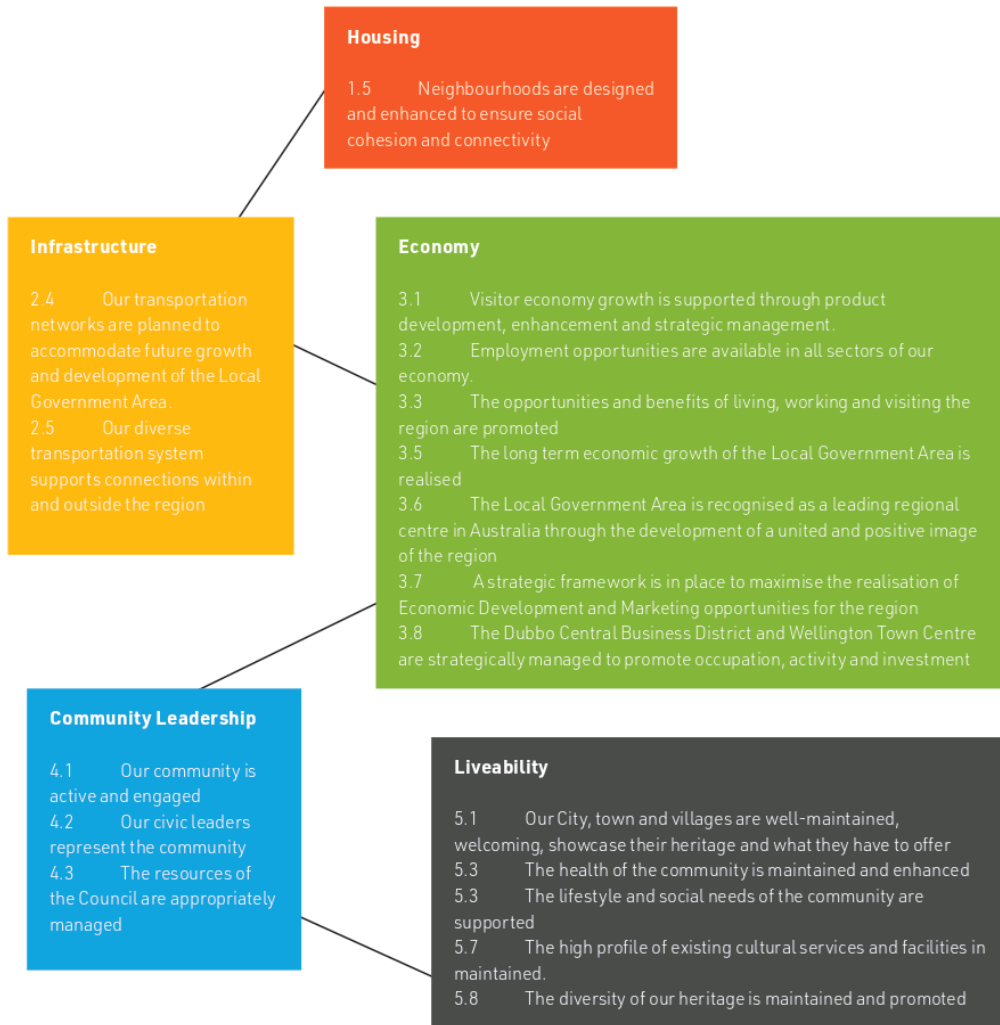 Housing
1.5 Neighbourhoods are designed
and enhanced to ensure social
cohesion and connectivity
Infrastructure
2.4 Our transportation
networks are planned to
accommodate future growth
and development of the Local
Government Area.
2.5 Our diverse
transportation system
supports connections within
and outside the region
Economy
3.1 Visitor economy growth is supported through product
development, enhancement and strategic management.
3.2 Employment opportunities are available in all sectors of our
economy.
3.3 The opportunities and benefits of living, working and visiting the
region are promoted
3.5 The long term economic growth of the Local Government Area is
realised
3.6 The Local Government Area is recognised as a leading regional
centre in Australia through the development of a united and positive image
of the region
3.7 A strategic framework is in place to maximise the realisation of
Economic Development and Marketing opportunities for the region
3.8 The Dubbo Central Business District and Wellington Town Centre
are strategically managed to promote occupation, activity and investment
Community Leadership
4.1 Our community is
active and engaged
4.2 Our civic leaders
represent the community
4.3 The resources of
the Council are appropriately
managed
Liveability
5.1 Our City, town and villages are well-maintained,
welcoming, showcase their heritage and what they have to offer
5.3 The health of the community is maintained and enhanced
5.3 The lifestyle and social needs of the community are
supported
5.7 The high profile of existing cultural services and facilities in
maintained.
5.8 The diversity of our heritage is maintained and promoted